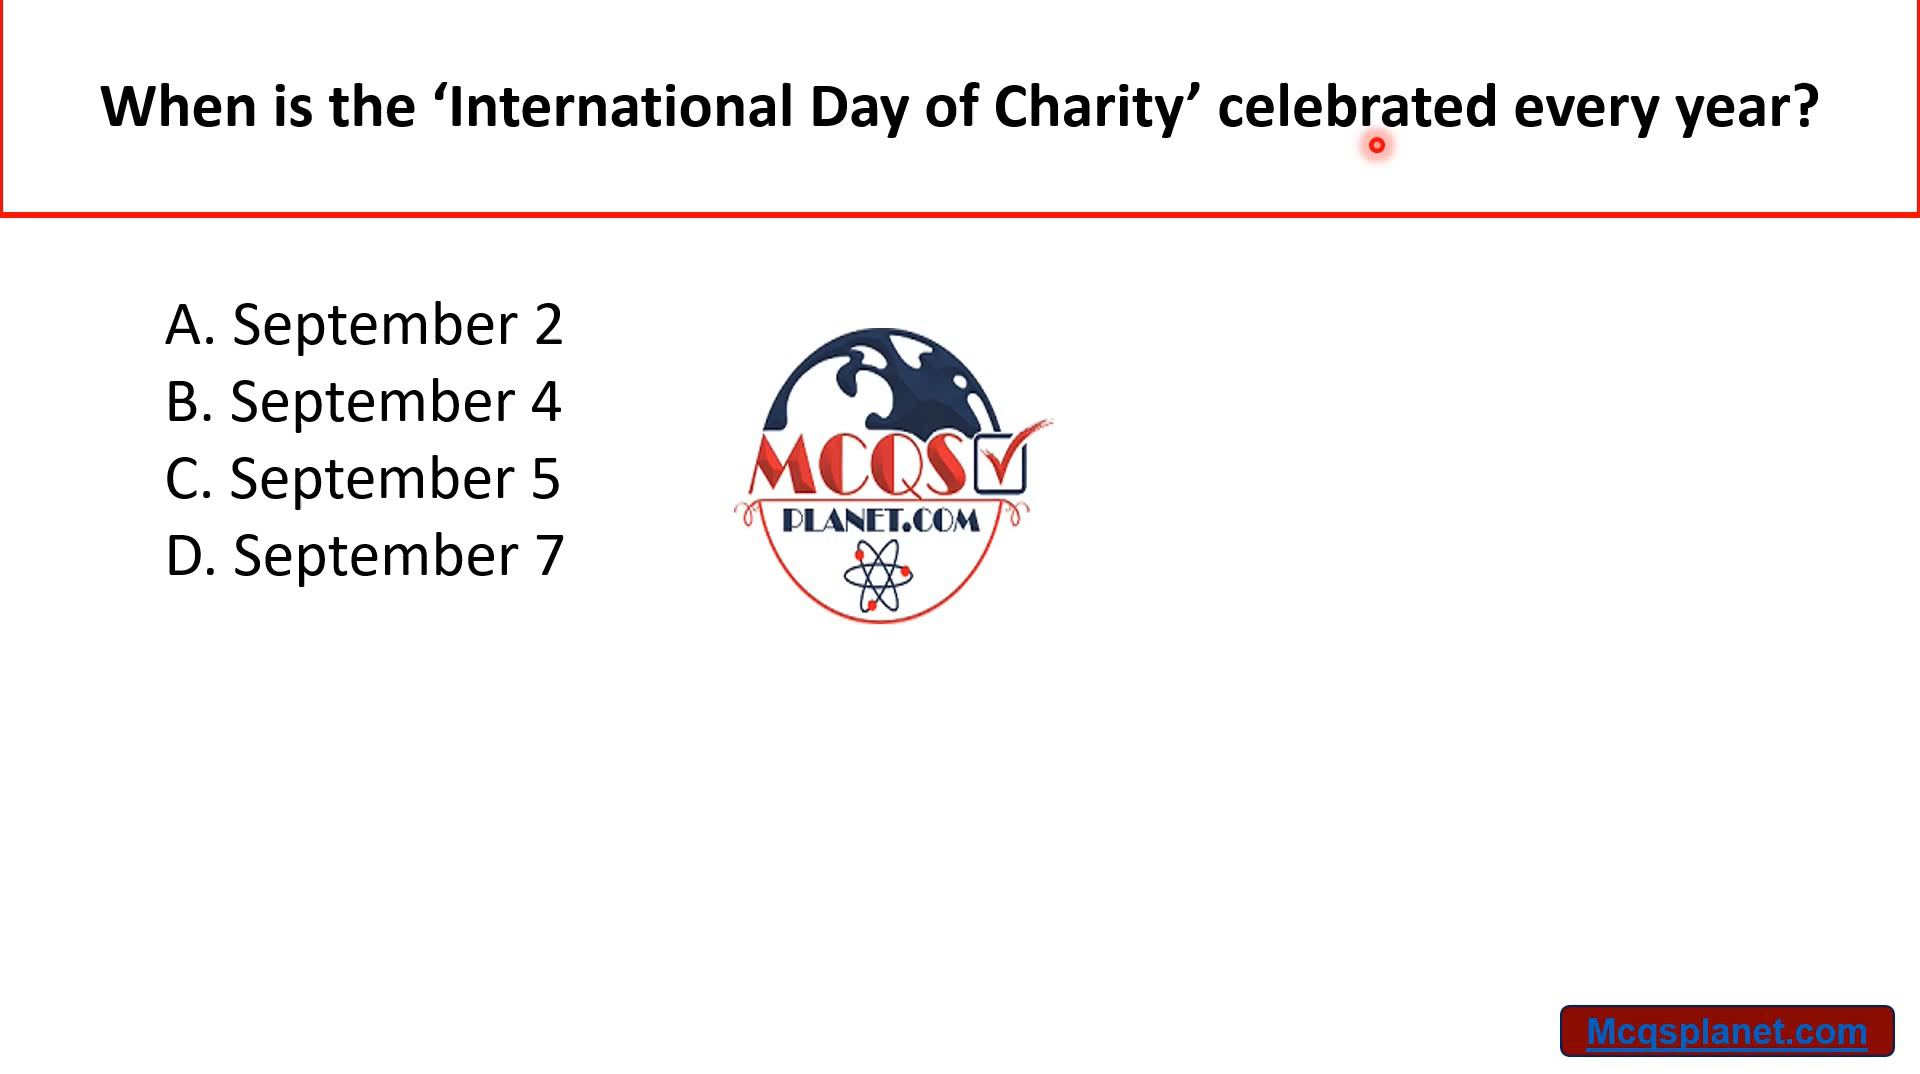 When is the ‘International Day of Charity’ celebrated every year?
A. September 2
B. September 4
C. September 5
D. September 7
MCQS
PLANET.COM
Mcqsplanet.com